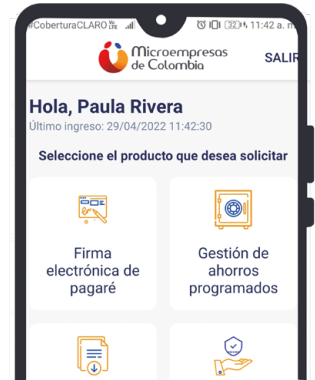 #CoberturaCLARO 32 11:42 a. m
Microempresas
de Colombia
SALIR
Hola, Paula Rivera
Último ingreso: 29/04/2022 11:42:30
Seleccione el producto que desea solicitar
Firma
electrónica de
pagaré
Gestión de
ahorros
programados